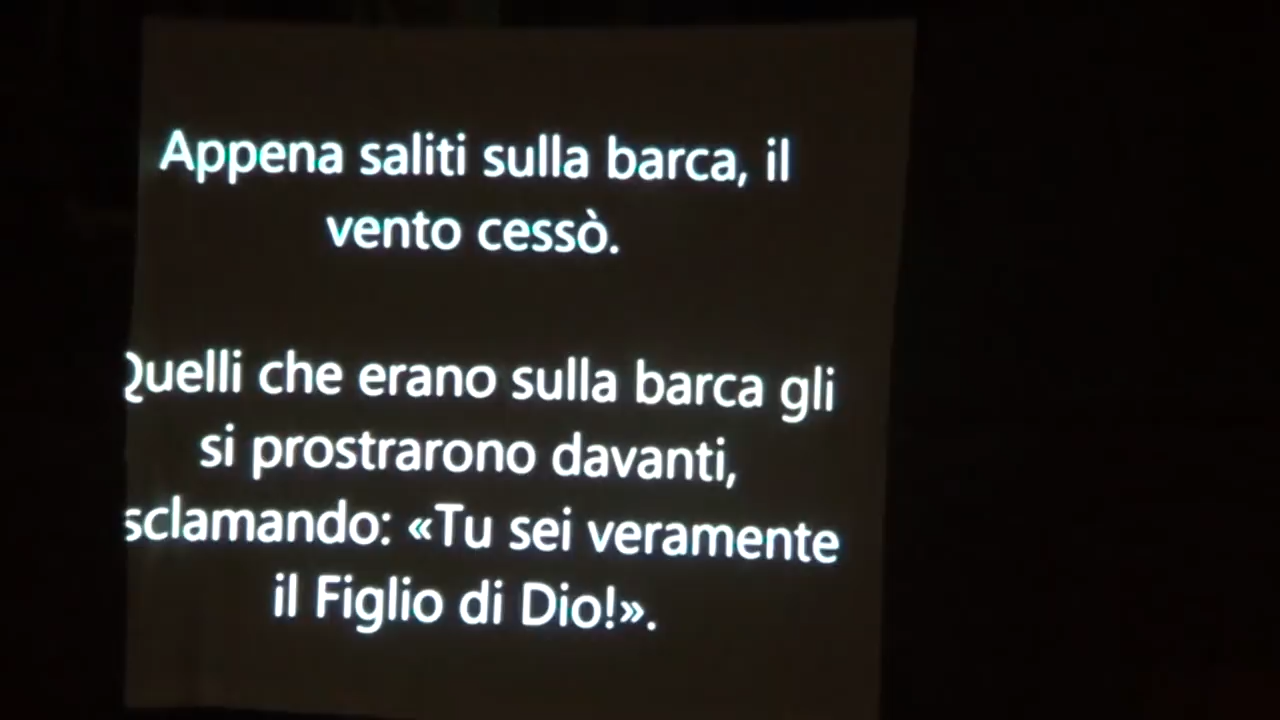 Appena saliti sulla barca, il
vento cessò.
Quelli che erano sulla barca gli
si prostrarono davanti,
sclamando: «Tu sei veramente
il Figlio di Dio!».